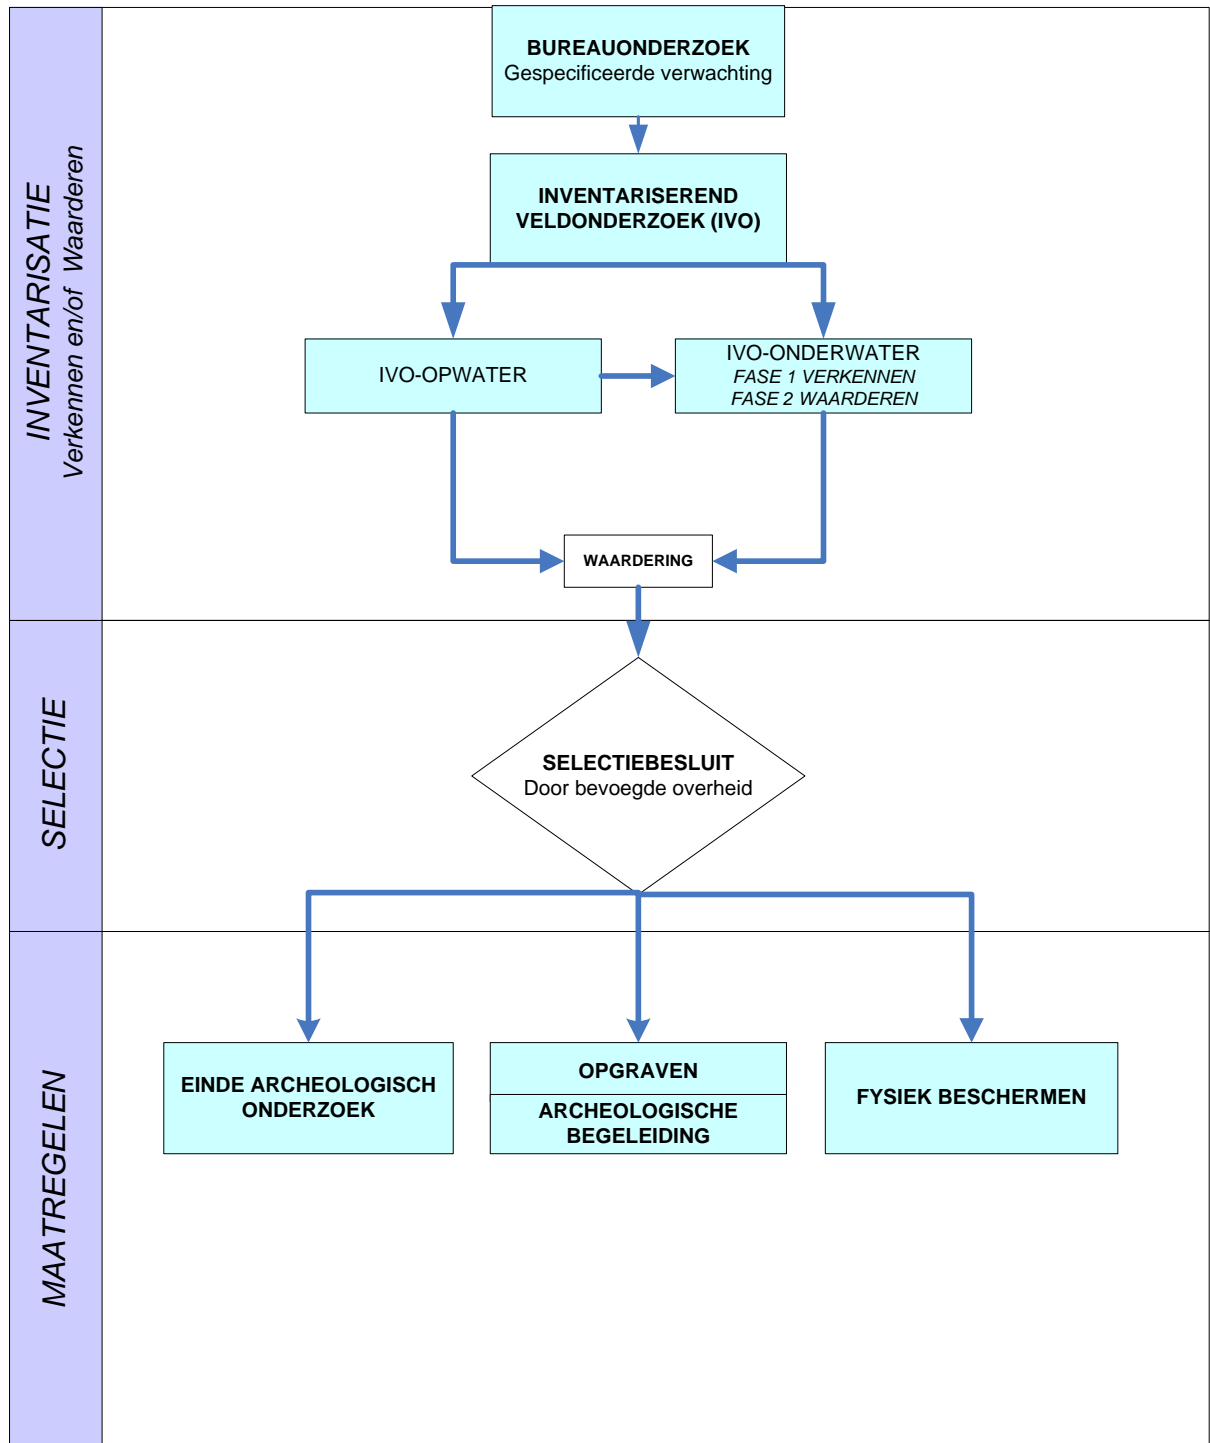 INVENTARISATIE
Verkennen en/of Waarderen
BUREAUONDERZOEK
Gespecificeerde verwachting
INVENTARISEREND
VELDONDERZOEK (IVO)
IVO-OPWATER
IVO-ONDERWATER
FASE 1 VERKENNEN
FASE 2 WAARDEREN
WAARDERING
SELECTIE
SELECTIEBESLUIT
Door bevoegde overheid
MAATREGELEN
EINDE ARCHEOLOGISCH
ONDERZOEK
OPGRAVEN
ARCHEOLOGISCHE
BEGELEIDING
FYSIEK BESCHERMEN